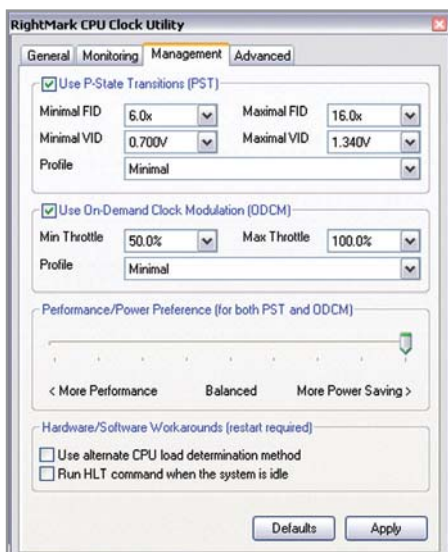 RightMark CPU Clock Utility
General Monitoring Management Advanced
Use P-State Transitions (PST)
Minimal FID 6.0x Maximal FID 16.0x
Minimal VID 0.700V Maximal VID 1.340V
Profile Minimal
Use On-Demand Clock Modulation (ODCM)
Min Throttle 50.0% Max Throttle 100.0%
Profile Minimal
Performance/Power Preference (for both PST and ODCM)
< More Performance Balanced More Power Saving >
Hardware/Software Workarounds (restart required)
Use alternate CPU load determination method
Run HLT command when the system is idle
Defaults Apply